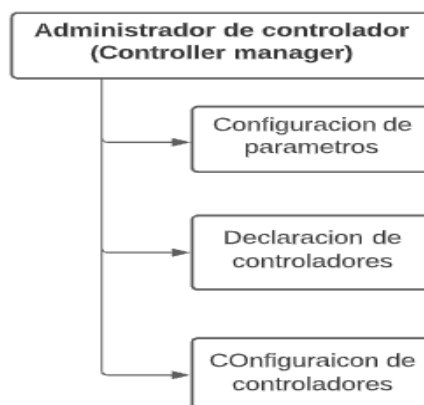 Administrador de controlador
(Controller manager)
Configuracion de
parametros
Declaracion de
controladores
COnfiguraicon de
controladores